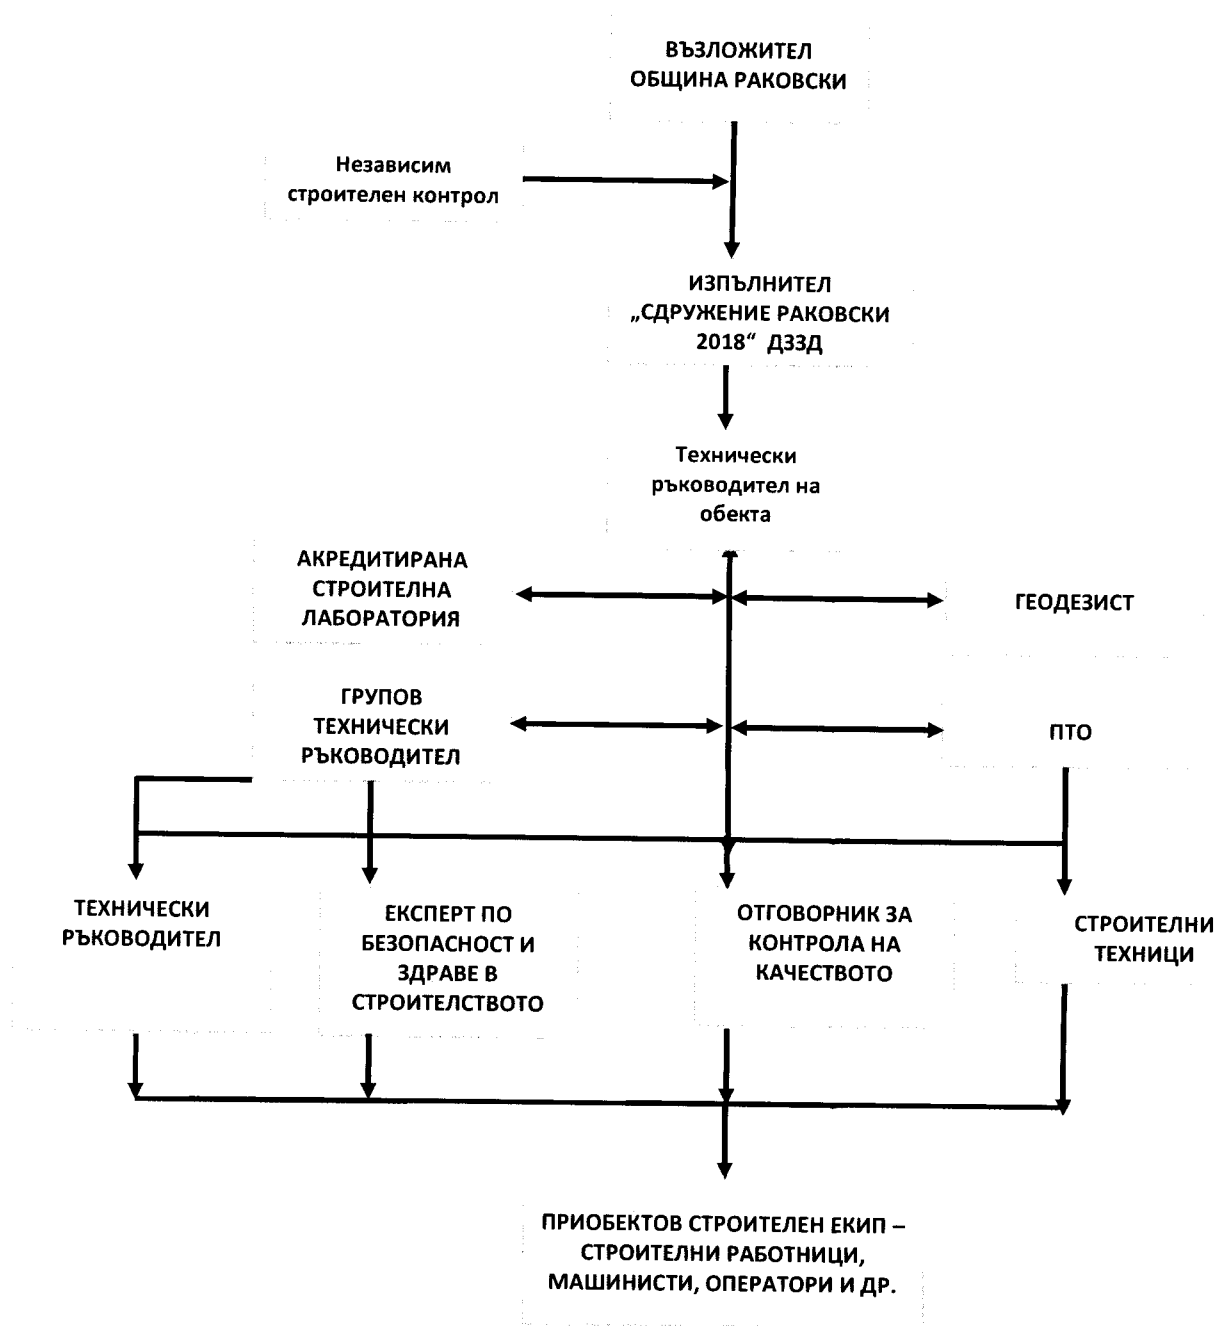 ВЪЗЛОЖИТЕЛ
ОБЩИНА РАКОВСКИ
Независим
строителен контрол
ИЗПЪЛНИТЕЛ
„СДРУЖЕНИЕ РАКОВСКИ
2018“ ДЗЗД
Технически
ръководител на
обекта
АКРЕДИТИРАНА
СТРОИТЕЛНА
ЛАБОРАТОРИЯ
ГЕОДЕЗИСТ
ГРУПОВ
ТЕХНИЧЕСКИ
РЪКОВОДИТЕЛ
ПТО
ТЕХНИЧЕСКИ
РЪКОВОДИТЕЛ
ЕКСПЕРТ ПО
БЕЗОПАСНОСТ И
ЗДРАВЕ В
СТРОИТЕЛСТВОТО
ОТГОВОРНИК ЗА
КОНТРОЛА НА
КАЧЕСТВОТО
СТРОИТЕЛНИ
ТЕХНИЦИ
ПРИОБЕКТОВ СТРОИТЕЛЕН ЕКИП –
СТРОИТЕЛНИ РАБОТНИЦИ,
МАШИНИСТИ, ОПЕРАТОРИ И ДР.